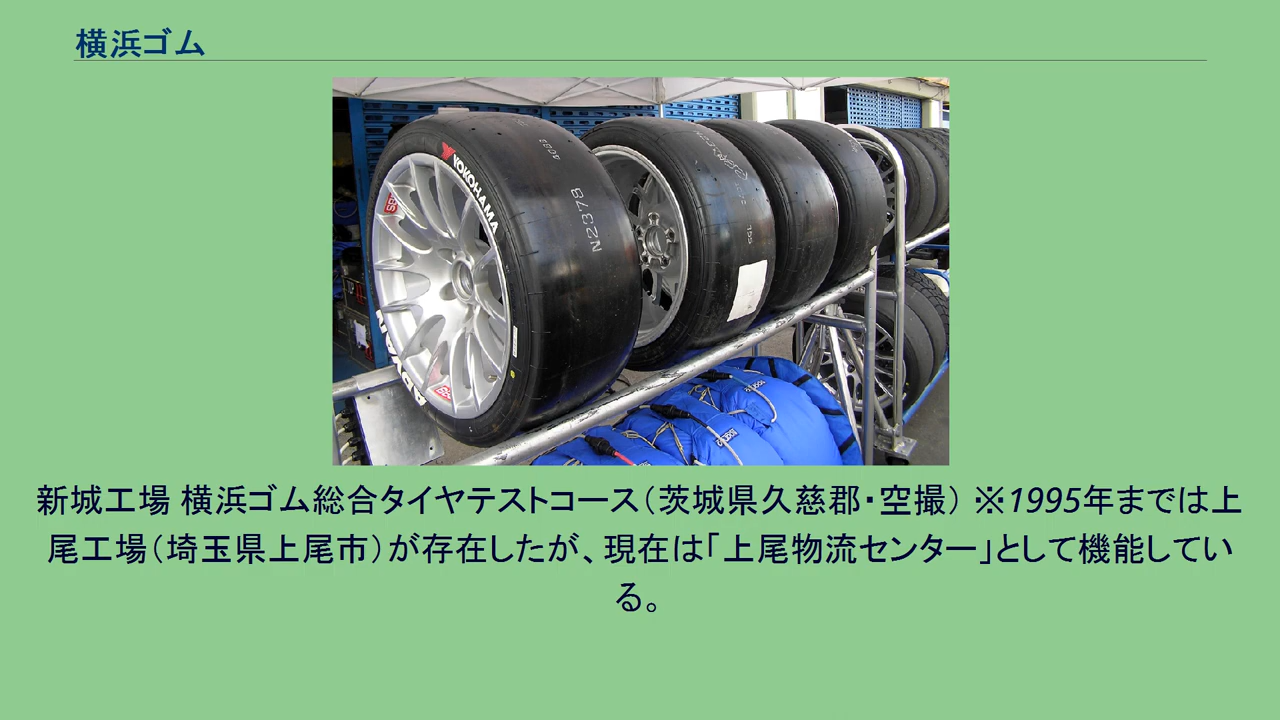 横浜ゴム
YOKOHAMA
6089
N2379
新城工場 横浜ゴム総合タイヤテストコース（茨城県久慈郡・空撮） ※1995年までは上
尾工場（埼玉県上尾市）が存在したが、現在は「上尾物流センター」として機能してい
る。